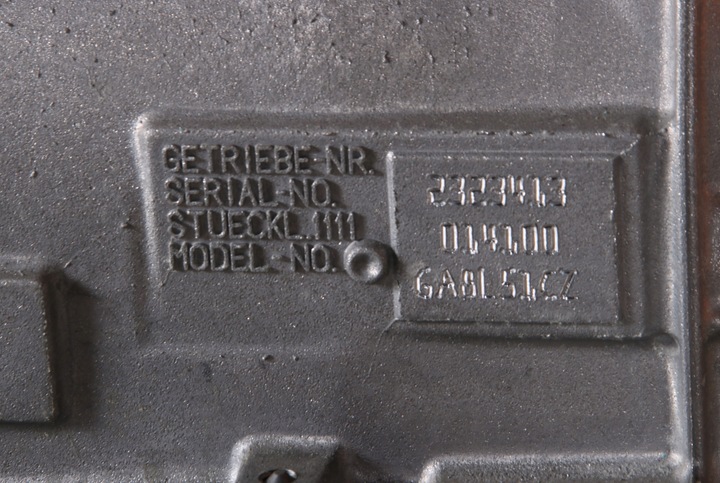 GETRIEBE-NR.
SERIAL-NO.
STUECKL.1111
MODEL-NO.
2323413
014100
GA8L51CZ